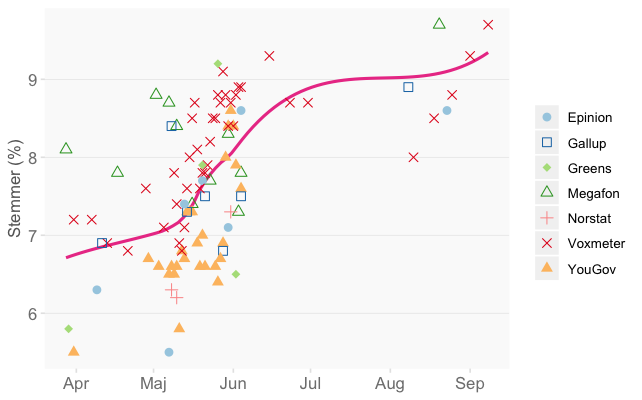 Stemmer (%)
9
8
7
6
Apr
Maj
Jun
Jul
Aug
Sep
Epinion
Gallup
Greens
Megafon
Norstat
Voxmeter
YouGov